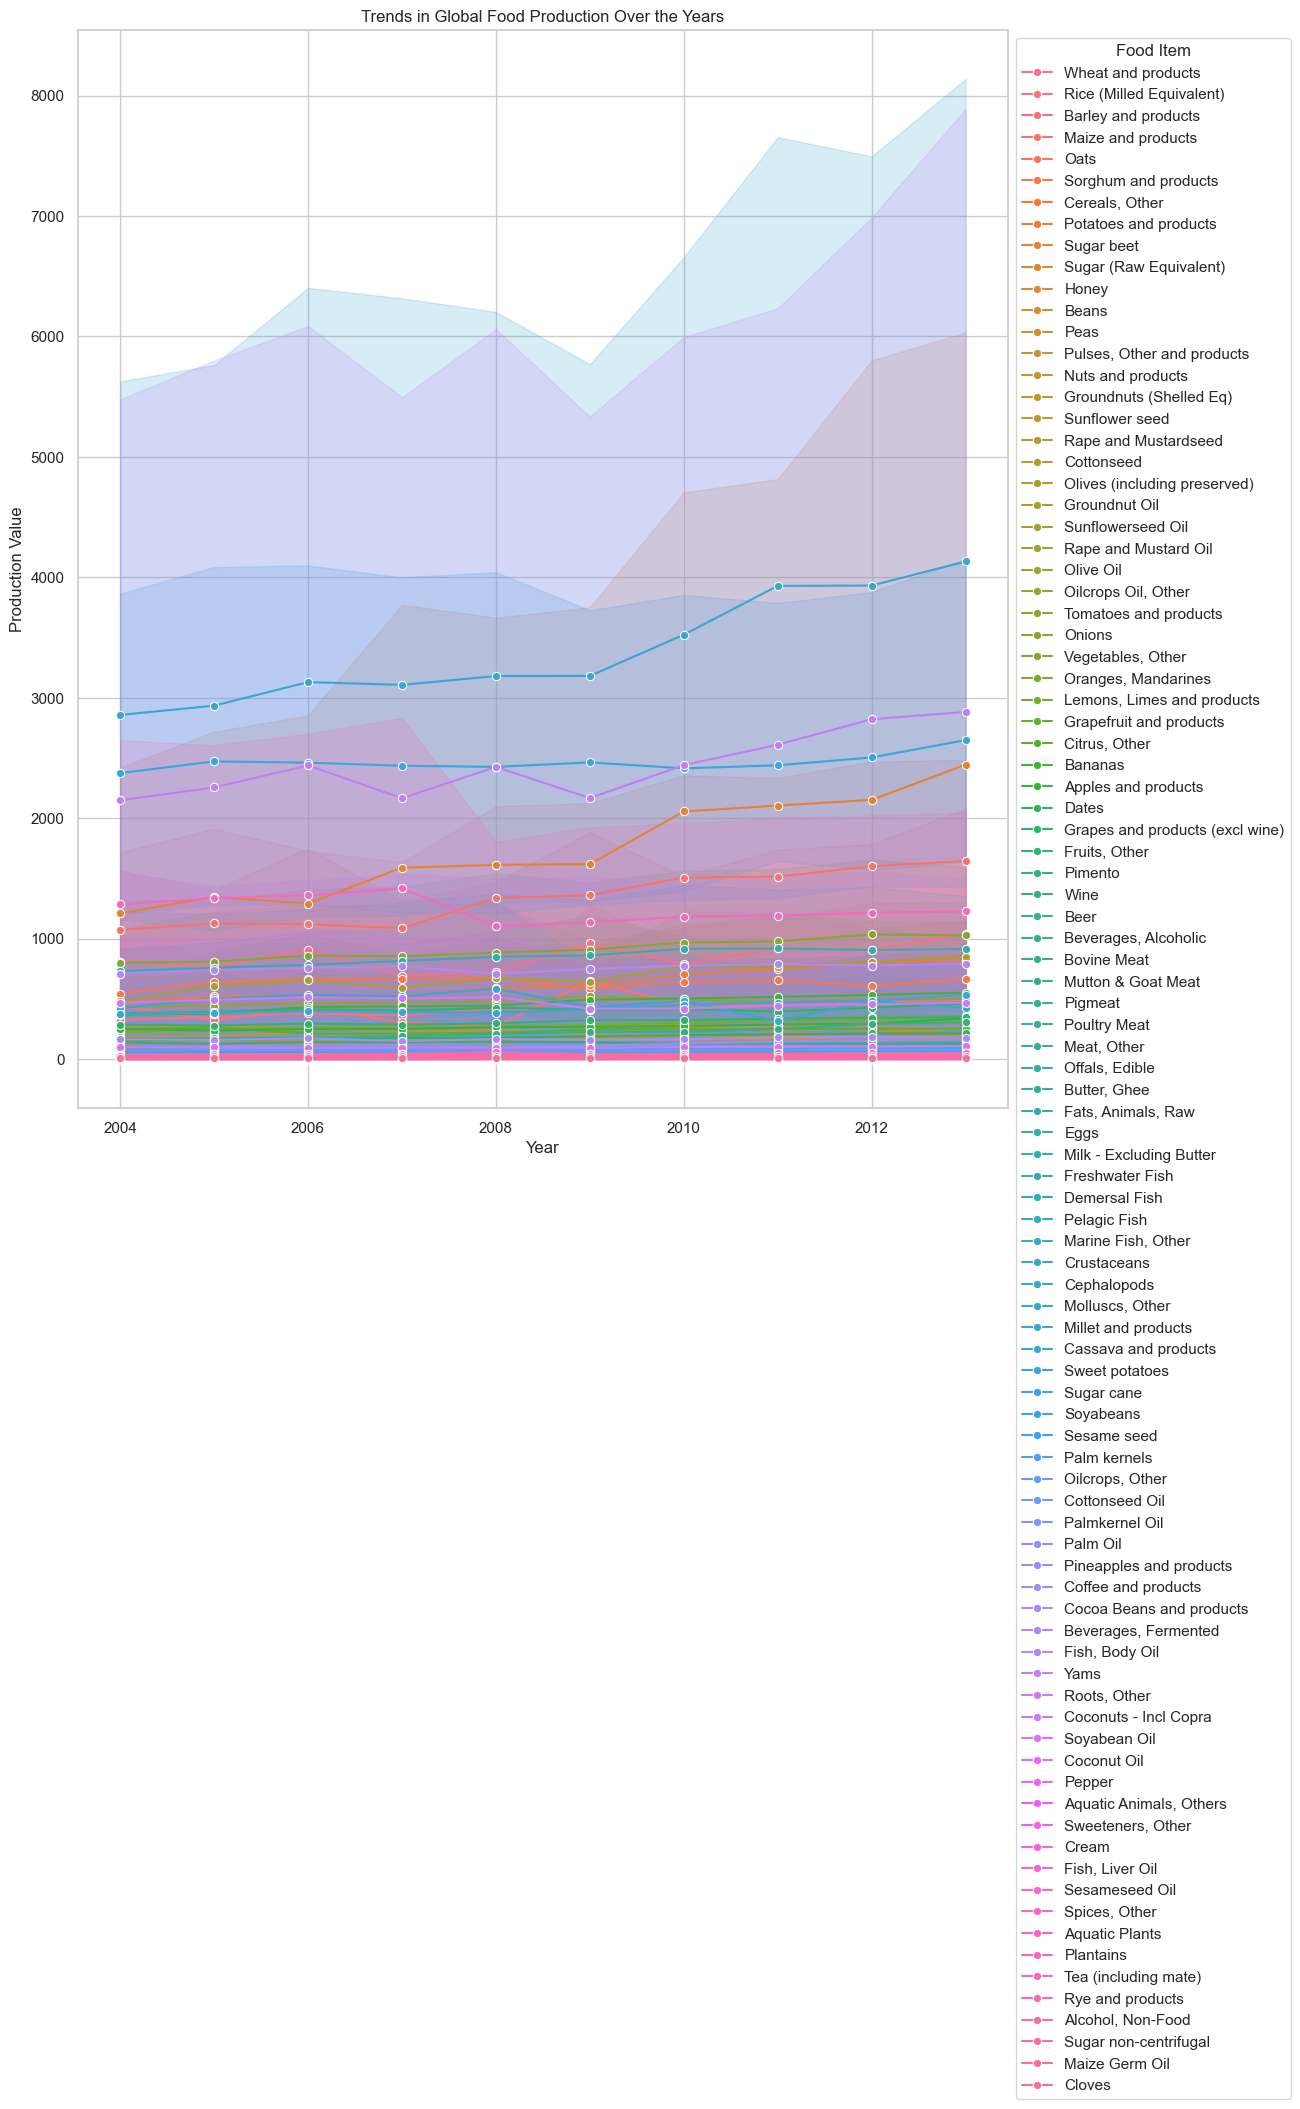 Trends in Global Food Production Over the Years
Production Value
8000
7000
6000
5000
4000
3000
2000
1000
0
2004
2006
2008
2010
2012
Year
Food Item
Wheat and products
Rice (Milled Equivalent)
Barley and products
Maize and products
Oats
Sorghum and products
Cereals, Other
Potatoes and products
Sugar beet
Sugar (Raw Equivalent)
Honey
Beans
Peas
Pulses, Other and products
Nuts and products
Groundnuts (Shelled Eq)
Sunflower seed
Rape and Mustardseed
Cottonseed
Olives (including preserved)
Groundnut Oil
Sunflowerseed Oil
Rape and Mustard Oil
Olive Oil
Oilcrops Oil, Other
Tomatoes and products
Onions
Vegetables, Other
Oranges, Mandarines
Lemons, Limes and products
Grapefruit and products
Citrus, Other
Bananas
Apples and products
Dates
Grapes and products (excl wine)
Fruits, Other
Pimento
Wine
Beer
Beverages, Alcoholic
Bovine Meat
Mutton & Goat Meat
Pigmeat
Poultry Meat
Meat, Other
Offals, Edible
Butter, Ghee
Fats, Animals, Raw
Eggs
Milk - Excluding Butter
Freshwater Fish
Demersal Fish
Pelagic Fish
Marine Fish, Other
Crustaceans
Cephalopods
Molluscs, Other
Millet and products
Cassava and products
Sweet potatoes
Sugar cane
Soyabeans
Sesame seed
Palm kernels
Oilcrops, Other
Cottonseed Oil
Palmkernel Oil
Palm Oil
Pineapples and products
Coffee and products
Cocoa Beans and products
Beverages, Fermented
Fish, Body Oil
Yams
Roots, Other
Coconuts - Incl Copra
Soyabean Oil
Coconut Oil
Pepper
Aquatic Animals, Others
Sweeteners, Other
Cream
Fish, Liver Oil
Sesameseed Oil
Spices, Other
Aquatic Plants
Plantains
Tea (including mate)
Rye and products
Alcohol, Non-Food
Sugar non-centrifugal
Maize Germ Oil
Cloves